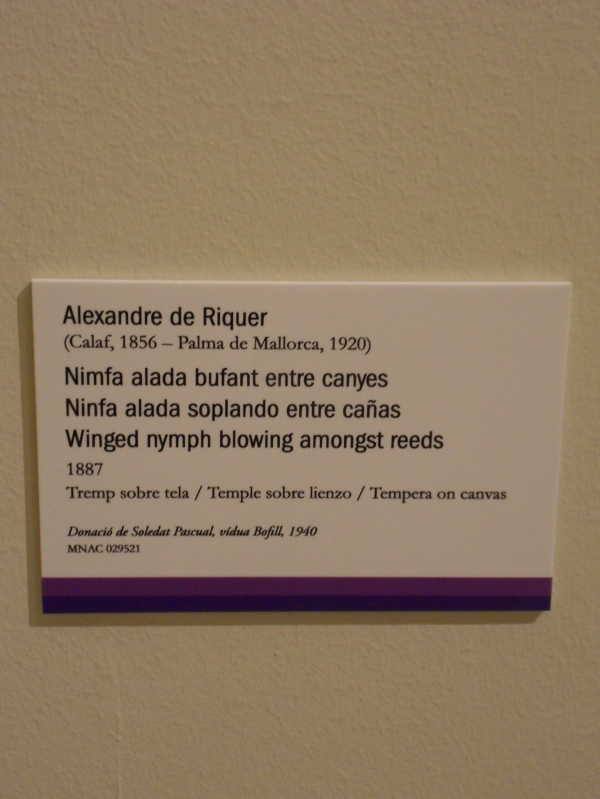 Alexandre de Riquer
(Calaf, 1856 – Palma de Mallorca, 1920)
Nimfa alada bufant entre canyes
Ninfa alada soplando entre cañas
Winged nymph blowing amongst reeds
1887
Tremp sobre tela / Temple sobre lienzo / Tempera on canvas
Donació de Soledat Pascual, vídua Bofill, 1940
MNAC 029521